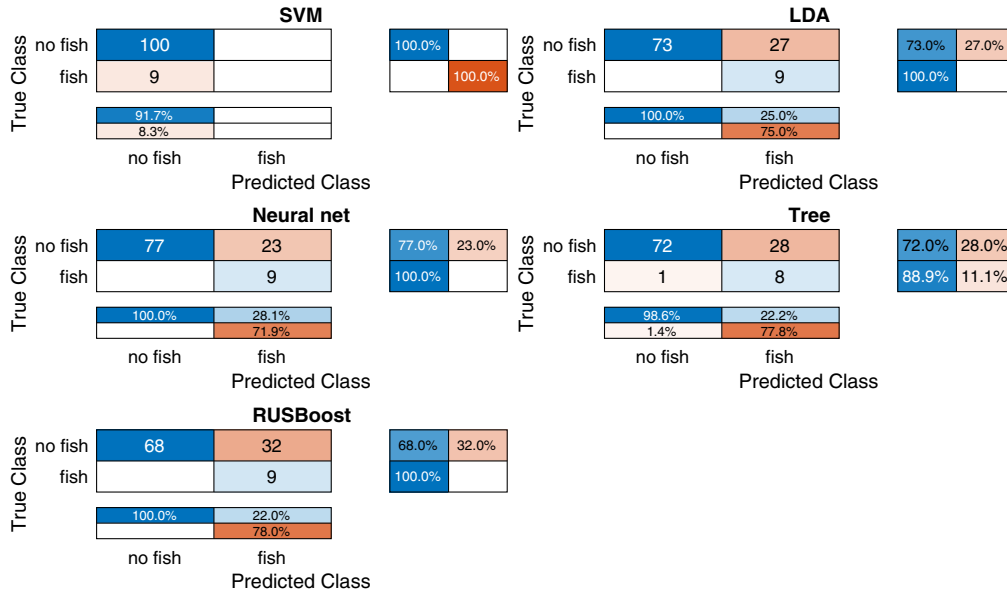 SVM
True Class
no fish 100 100.0%
fish 9 100.0%
91.7%
8.3%
no fish fish
Predicted Class
LDA
True Class
no fish 73 27 73.0% 27.0%
fish 9 100.0%
100.0% 25.0%
75.0%
no fish fish
Predicted Class
Neural net
True Class
no fish 77 23 77.0% 23.0%
fish 9 100.0%
100.0% 28.1%
71.9%
no fish fish
Predicted Class
Tree
True Class
no fish 72 28 72.0% 28.0%
fish 1 8 88.9% 11.1%
98.6% 22.2%
1.4% 77.8%
no fish fish
Predicted Class
RUSBoost
True Class
no fish 68 32 68.0% 32.0%
fish 9 100.0%
100.0% 22.0%
78.0%
no fish fish
Predicted Class